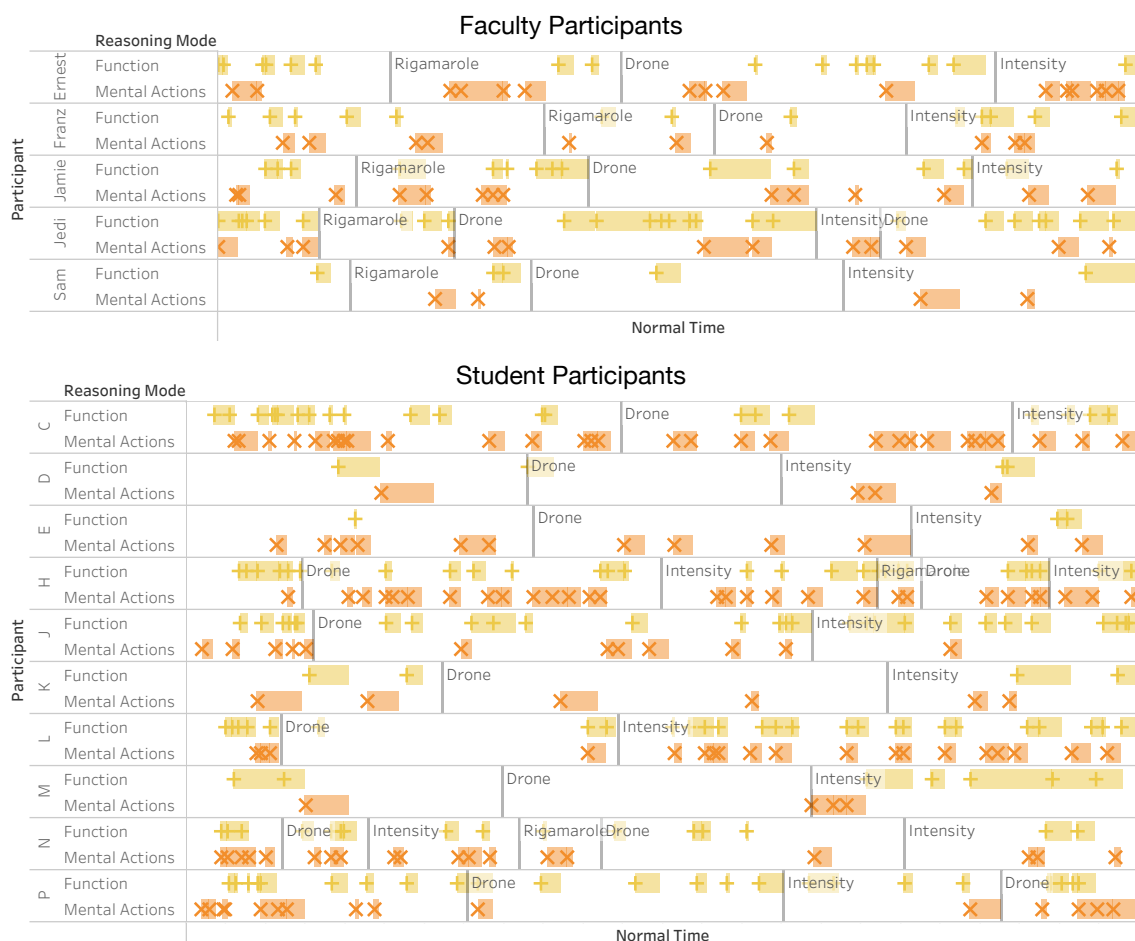 Faculty Participants
Reasoning Mode
Participant
Ernest
Function
Rigamarole
Drone
Intensity
Mental Actions
Franz
Function
Rigamarole
Drone
Intensity
Mental Actions
Jamie
Function
Rigamarole
Drone
Intensity
Mental Actions
Jedi
Function
Rigamarole
Drone
Intensity
Drone
Mental Actions
Sam
Function
Rigamarole
Drone
Intensity
Mental Actions
Normal Time
Student Participants
Reasoning Mode
Participant
C
Function
Drone
Intensity
Mental Actions
D
Function
Drone
Intensity
Mental Actions
E
Function
Drone
Intensity
Mental Actions
H
Function
Drone
Intensity
Rigamarole
Drone
Intensity
Mental Actions
J
Function
Drone
Intensity
Mental Actions
K
Function
Drone
Intensity
Mental Actions
L
Function
Drone
Intensity
Mental Actions
M
Function
Drone
Intensity
Mental Actions
N
Function
Drone
Intensity
Rigamarole
Drone
Intensity
Mental Actions
P
Function
Drone
Intensity
Drone
Mental Actions
Normal Time